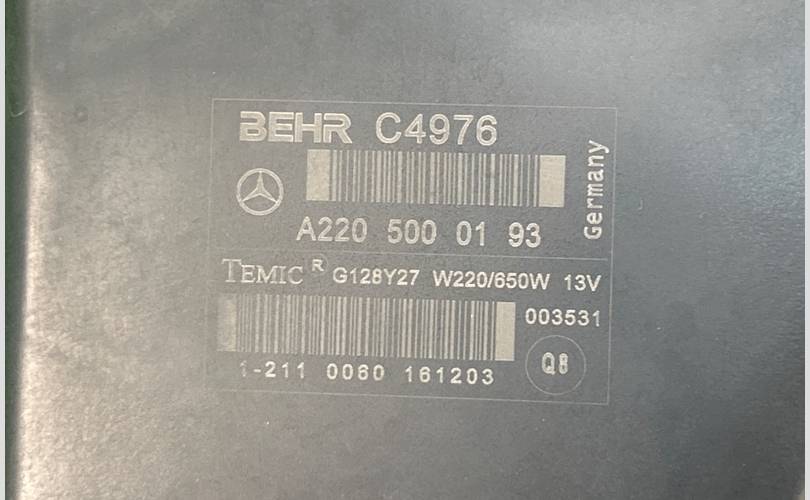 BEHR C4976
Germany
A220 500 01 93
TEMIC R G128Y27 W220/650W 13V
003531
1-211 0060 161203
Q8